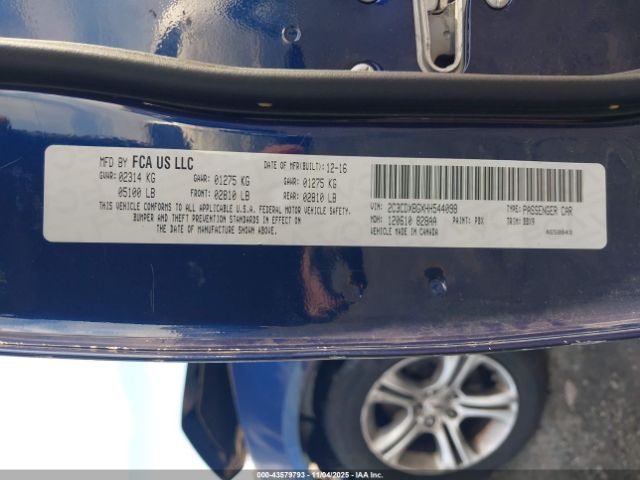 MFD BY FCA US LLC DATE OF MFR(BUILT): 12-16
GVWR: 02314 KG GAWR: 01275 KG GAWR: 01275 KG
05100 LB FRONT: 02810 LB REAR: 02810 LB
THIS VEHICLE CONFORMS TO ALL APPLICABLE U.S.A. FEDERAL MOTOR VEHICLE SAFETY,
BUMPER, AND THEFT PREVENTION STANDARDS IN EFFECT ON
THE DATE OF MANUFACTURE SHOWN ABOVE.
VIN: 2C3CDXBGXHH544098 TYPE: PASSENGER CAR
MDH: 120610 828AA PAINT: PBX TRIM: BBX9
VEHICLE MADE IN CANADA
000-43579793 - 11/04/2025 - IAA Inc.